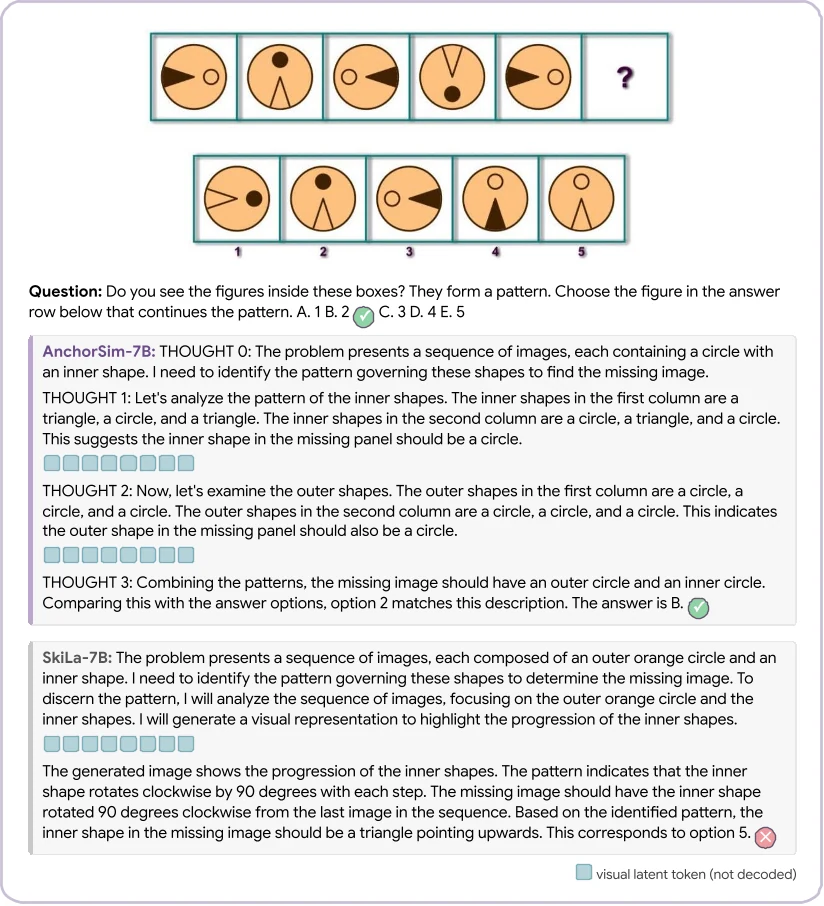 ?
1 2 3 4 5
Question: Do you see the figures inside these boxes? They form a pattern. Choose the figure in the answer
row below that continues the pattern. A. 1 B. 2 ✓ C. 3 D. 4 E. 5
AnchorSim-7B: THOUGHT 0: The problem presents a sequence of images, each containing a circle with
an inner shape. I need to identify the pattern governing these shapes to find the missing image.
THOUGHT 1: Let's analyze the pattern of the inner shapes. The inner shapes in the first column are a
triangle, a circle, and a triangle. The inner shapes in the second column are a circle, a triangle, and a circle.
This suggests the inner shape in the missing panel should be a circle.
THOUGHT 2: Now, let's examine the outer shapes. The outer shapes in the first column are a circle, a
circle, and a circle. The outer shapes in the second column are a circle, a circle, and a circle. This indicates
the outer shape in the missing panel should also be a circle.
THOUGHT 3: Combining the patterns, the missing image should have an outer circle and an inner circle.
Comparing this with the answer options, option 2 matches this description. The answer is B. ✓
SkiLa-7B: The problem presents a sequence of images, each composed of an outer orange circle and an
inner shape. I need to identify the pattern governing these shapes to determine the missing image. To
discern the pattern, I will analyze the sequence of images, focusing on the outer orange circle and the
inner shapes. I will generate a visual representation to highlight the progression of the inner shapes.
The generated image shows the progression of the inner shapes. The pattern indicates that the inner
shape rotates clockwise by 90 degrees with each step. The missing image should have the inner shape
rotated 90 degrees clockwise from the last image in the sequence. Based on the identified pattern, the
inner shape in the missing image should be a triangle pointing upwards. This corresponds to option 5. ✕
visual latent token (not decoded)